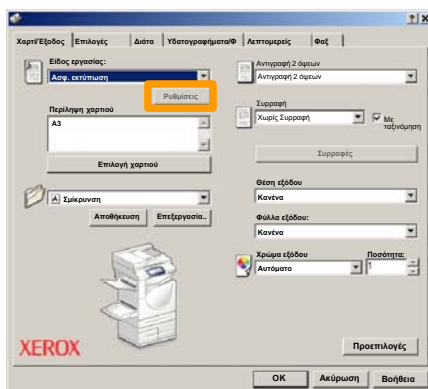 Χαρτί/Έξοδος Επιλογές Διάτα Υδατογραφήματα/Φ Λεπτομερείς Φαξ
Είδος εργασίας:
Ασφ. εκτύπωση
Ρυθμίσεις
Περίληψη χαρτιού
Α3
Επιλογή χαρτιού
Σμίκρυνση
Αποθήκευση Επεξεργασία..
XEROX
Αντιγραφή 2 όψεων
Αντιγραφή 2 όψεων
Συρραφή
Χωρίς Συρραφή
Με
ταξινόμηση
Συρραφές
Θέση εξόδου
Κανένα
Φύλλα εξόδου:
Κανένα
Χρώμα εξόδου Ποσότητα:
Αυτόματο 1
Προεπιλογές
OK Ακύρωση Βοήθεια